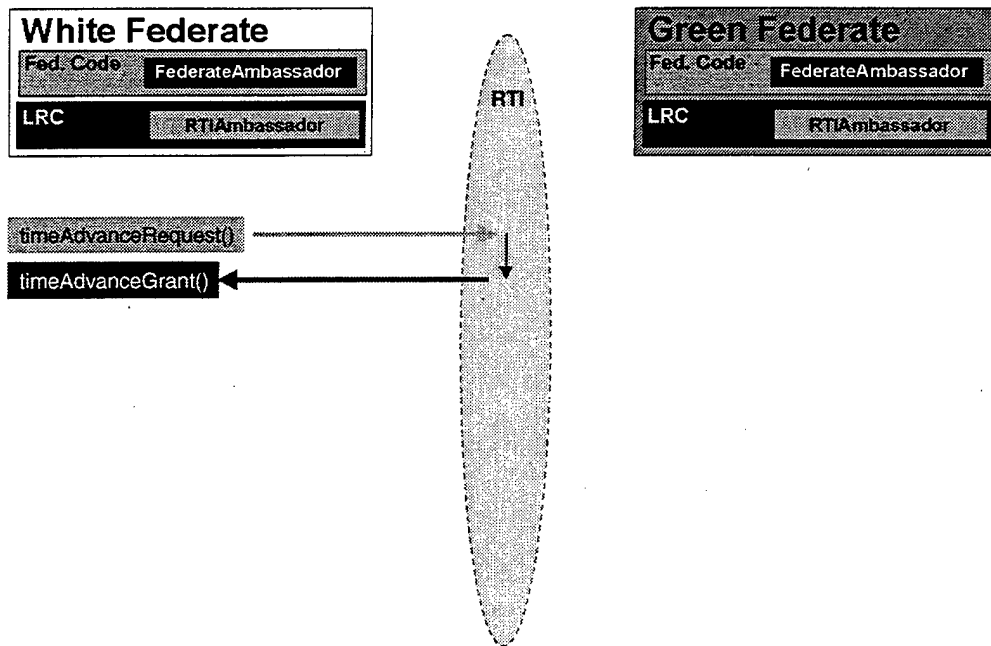 White Federate
Fed. Code
FederateAmbassador
LRC
RTIAmbassador
RTI
Green Federate
Fed. Code
FederateAmbassador
LRC
RTIAmbassador
timeAdvanceRequest()
timeAdvanceGrant()